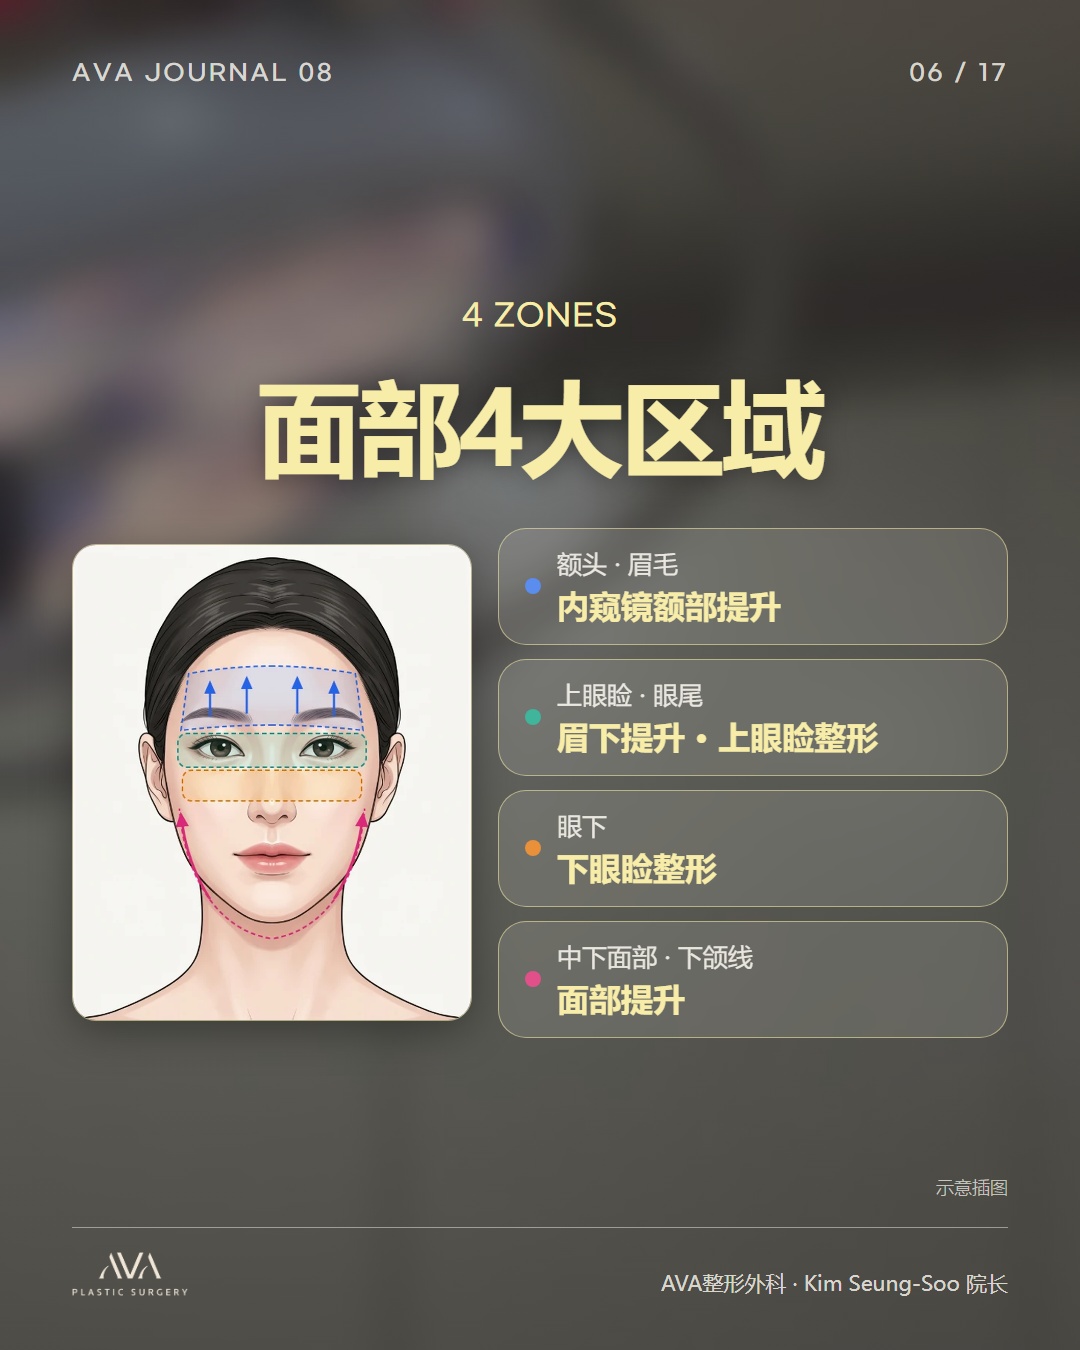 AVA JOURNAL 08
06 / 17
4 ZONES
面部4大区域
额头 · 眉毛
内窥镜额部提升
上眼睑 · 眼尾
眉下提升 • 上眼睑整形
眼下
下眼睑整形
中下面部 · 下颌线
面部提升
示意插图
AVA
PLASTIC SURGERY
AVA整形外科 · Kim Seung-Soo 院长